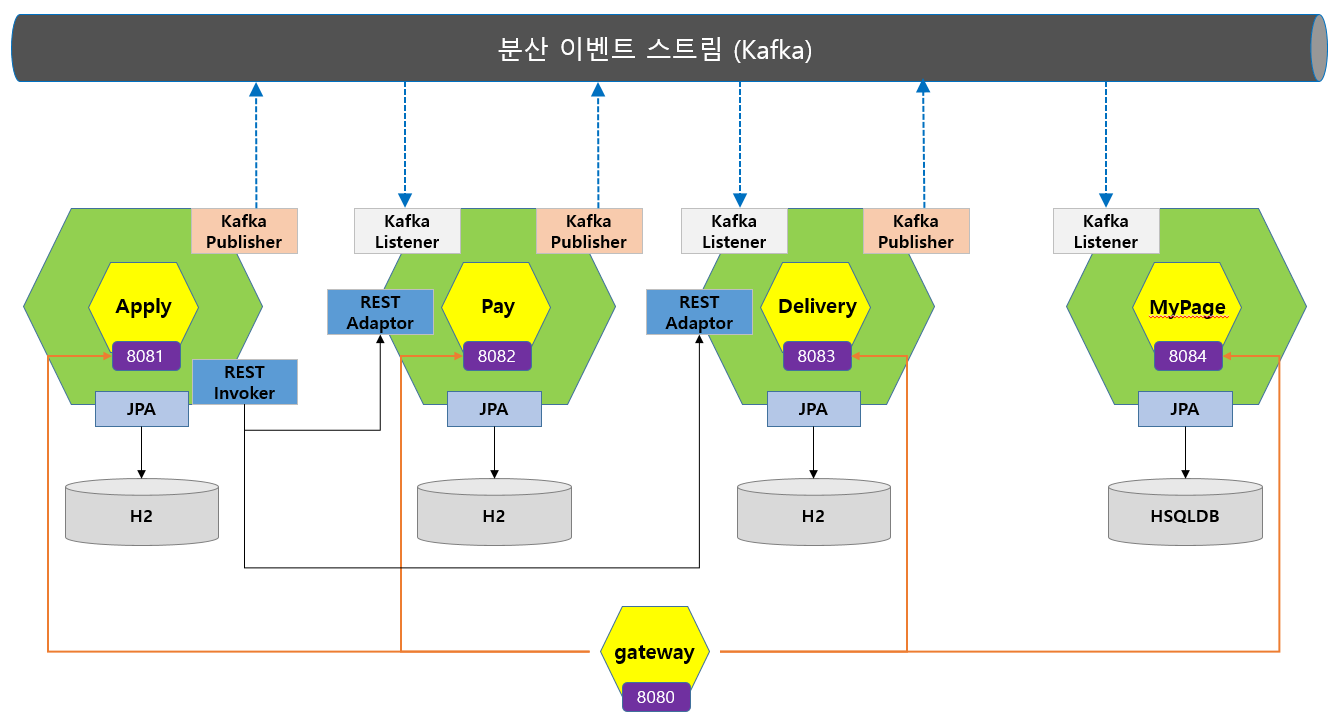 분산 이벤트 스트림 (Kafka)
Kafka
Publisher
Kafka
Listener
Kafka
Publisher
Kafka
Listener
Kafka
Publisher
Kafka
Listener
Apply
REST
Adaptor
Pay
REST
Adaptor
Delivery
MyPage
8081
8082
8083
8084
REST
Invoker
JPA
JPA
JPA
JPA
H2
H2
H2
HSQLDB
gateway
8080